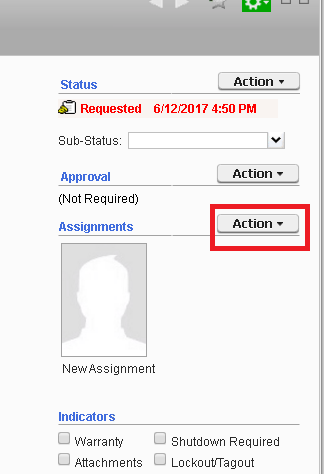 Status Action
Requested 6/12/2017 4:50 PM
Sub-Status:
Approval Action
(Not Required)
Assignments Action
New Assignment
Indicators
Warranty Shutdown Required
Attachments Lockout/Tagout